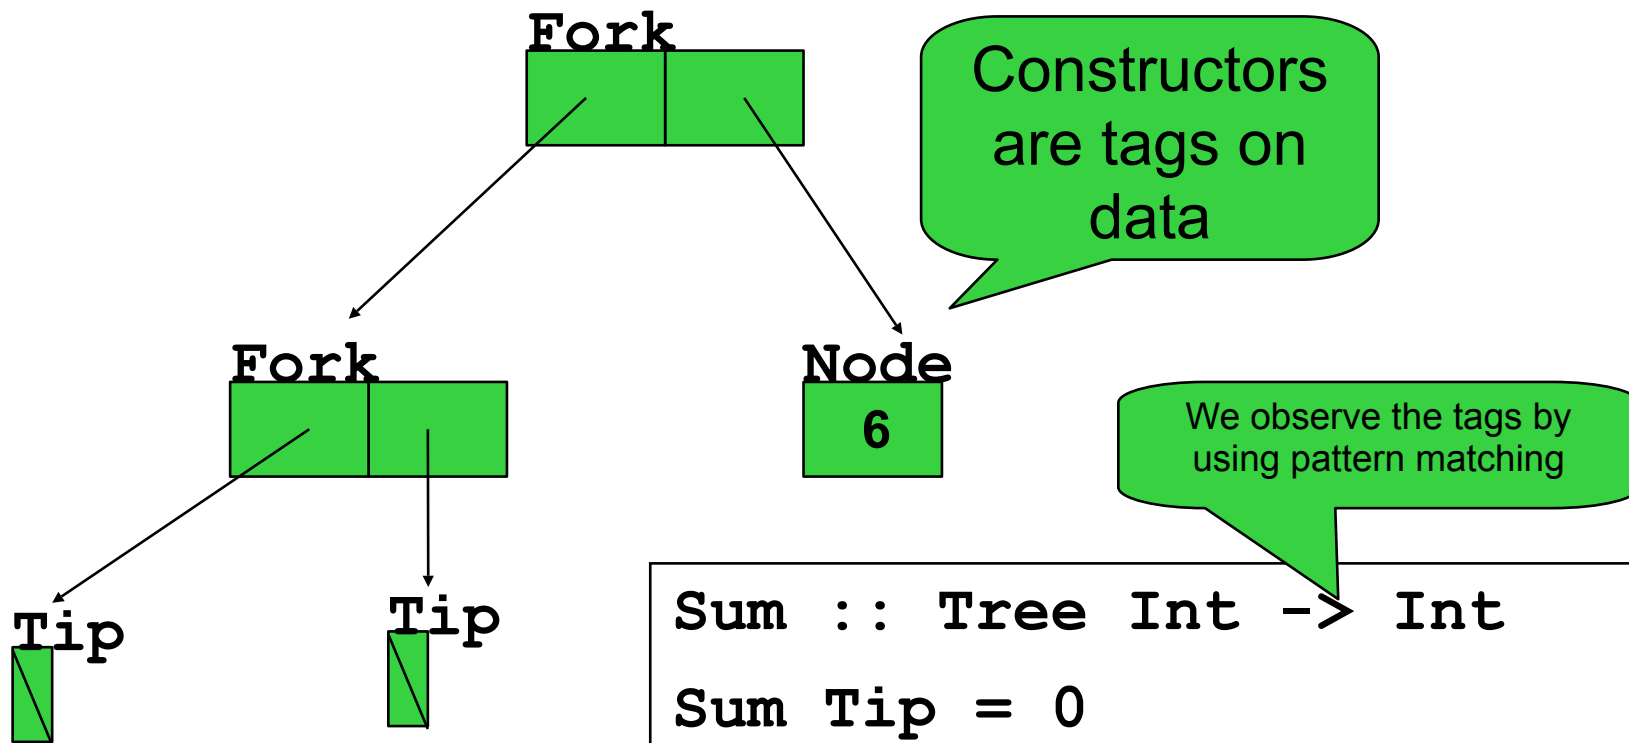 Fork
Constructors
are tags on
data
Fork
Node
6
We observe the tags by
using pattern matching
Tip
Tip
Sum :: Tree Int -> Int
Sum Tip = 0